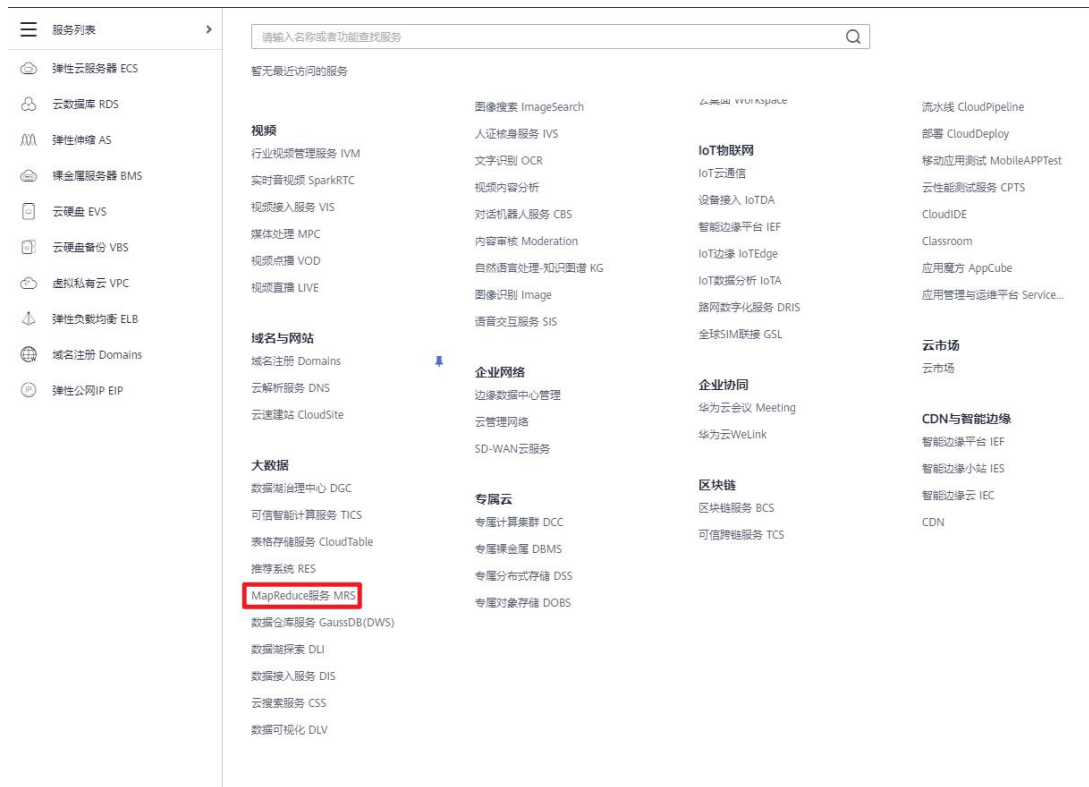 服务列表
弹性云服务器 ECS
云数据库 RDS
弹性伸缩 AS
裸金属服务器 BMS
云硬盘 EVS
云硬盘备份 VBS
虚拟私有云 VPC
弹性负载均衡 ELB
域名注册 Domains
弹性公网IP EIP
请输入名称或者功能查找服务
暂无最近访问的服务
视频
行业视频管理服务 IVM
实时音视频 SparkRTC
视频接入服务 VIS
媒体处理 MPC
视频点播 VOD
视频直播 LIVE
域名与网站
域名注册 Domains
云解析服务 DNS
云速建站 CloudSite
大数据
数据湖治理中心 DGC
可信智能计算服务 TICS
表格存储服务 CloudTable
推荐系统 RES
MapReduce服务 MRS
数据仓库服务 GaussDB(DWS)
数据湖探索 DLI
数据接入服务 DIS
云搜索服务 CSS
数据可视化 DLV
图像搜索 ImageSearch
人证核身服务 IVS
文字识别 OCR
视频内容分析
对话机器人服务 CBS
内容审核 Moderation
自然语言处理-知识图谱 KG
图像识别 Image
语音交互服务 SIS
企业网络
边缘数据中心管理
云管理网络
SD-WAN云服务
专属云
专属计算集群 DCC
专属裸金属 DBMS
专属分布式存储 DSS
专属对象存储 DOBS
云桌面 Workspace
IoT物联网
IoT云通信
设备接入 IoTDA
智能边缘平台 IEF
IoT边缘 IoTEdge
IoT数据分析 IoTA
路网数字化服务 DRIS
全球SIM联接 GSL
企业协同
华为云会议 Meeting
华为云WeLink
区块链
区块链服务 BCS
可信跨链服务 TCS
流水线 CloudPipeline
部署 CloudDeploy
移动应用测试 MobileAPPTest
云性能测试服务 CPTS
CloudIDE
Classroom
应用魔方 AppCube
应用管理与运维平台 Service...
云市场
云市场
CDN与智能边缘
智能边缘平台 IEF
智能边缘小站 IES
智能边缘云 IEC
CDN